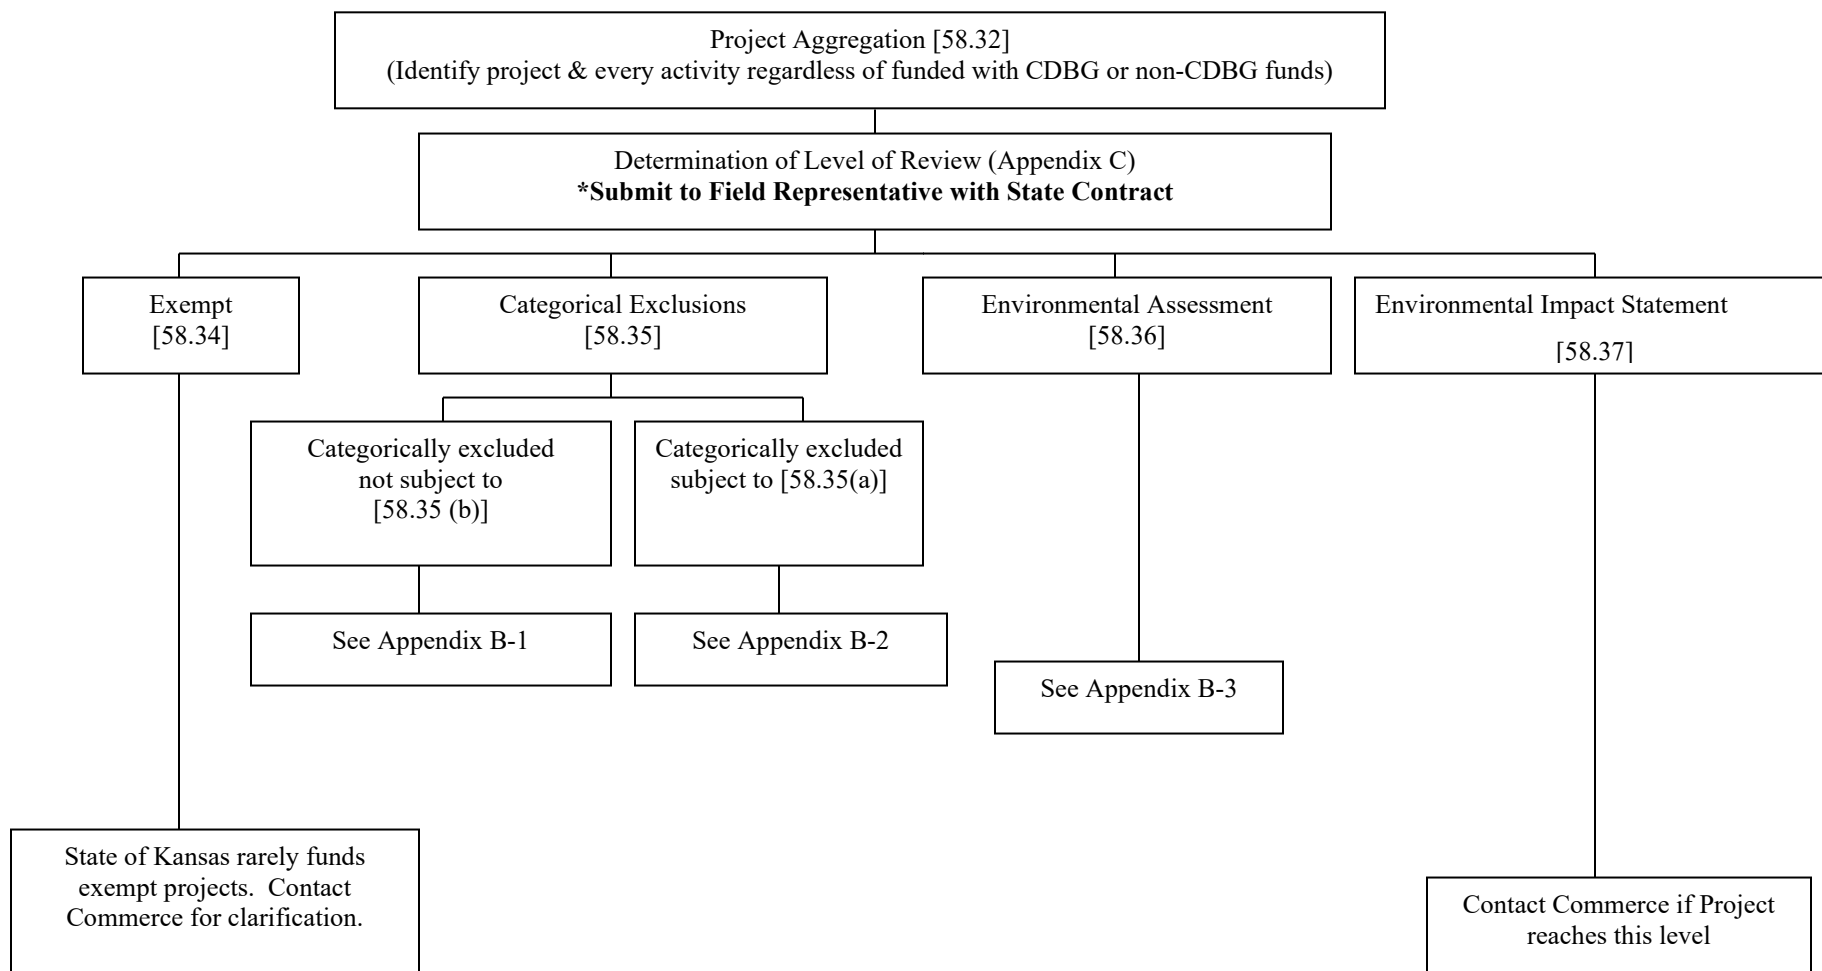 Project Aggregation [58.32]
(Identify project & every activity regardless of funded with CDBG or non-CDBG funds)
Determination of Level of Review (Appendix C)
*Submit to Field Representative with State Contract
Exempt
[58.34]
Categorical Exclusions
[58.35]
Environmental Assessment
[58.36]
Environmental Impact Statement
[58.37]
Categorically excluded
not subject to
[58.35 (b)]
Categorically excluded
subject to [58.35(a)]
See Appendix B-1
See Appendix B-2
See Appendix B-3
State of Kansas rarely funds
exempt projects.  Contact
Commerce for clarification.
Contact Commerce if Project
reaches this level